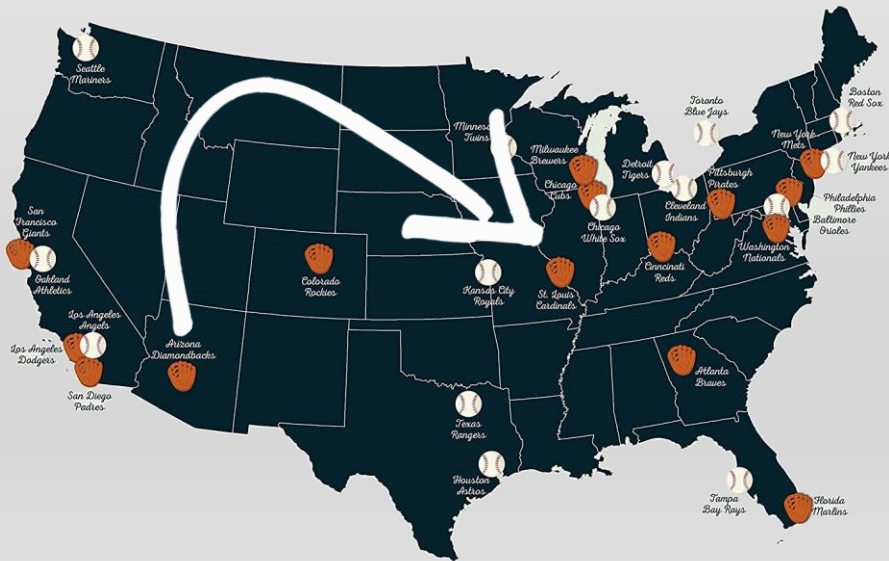 Seattle
Mariners
Minnes
Twins
Toronto
Blue Jays
Boston
Red Sox
New York
Mets
New York
Yankees
Milwaukee
Brewers
Detroit
Tigers
Chicago
Cubs
Pittsburgh
Pirates
Cleveland
Indians
Philadelphia
Phillies
Baltimore
Orioles
Chicago
White Sox
Washington
Nationals
San
Francisco
Giants
Oakland
Athletics
Colorado
Rockies
Kansas City
Royals
St. Louis
Cardinals
Cinncinati
Reds
Los Angeles
Angels
Los Angeles
Dodgers
Arizona
Diamondbacks
San Diego
Padres
Atlanta
Braves
Texas
Rangers
Houston
Astros
Tampa
Bay Rays
Florida
Marlins